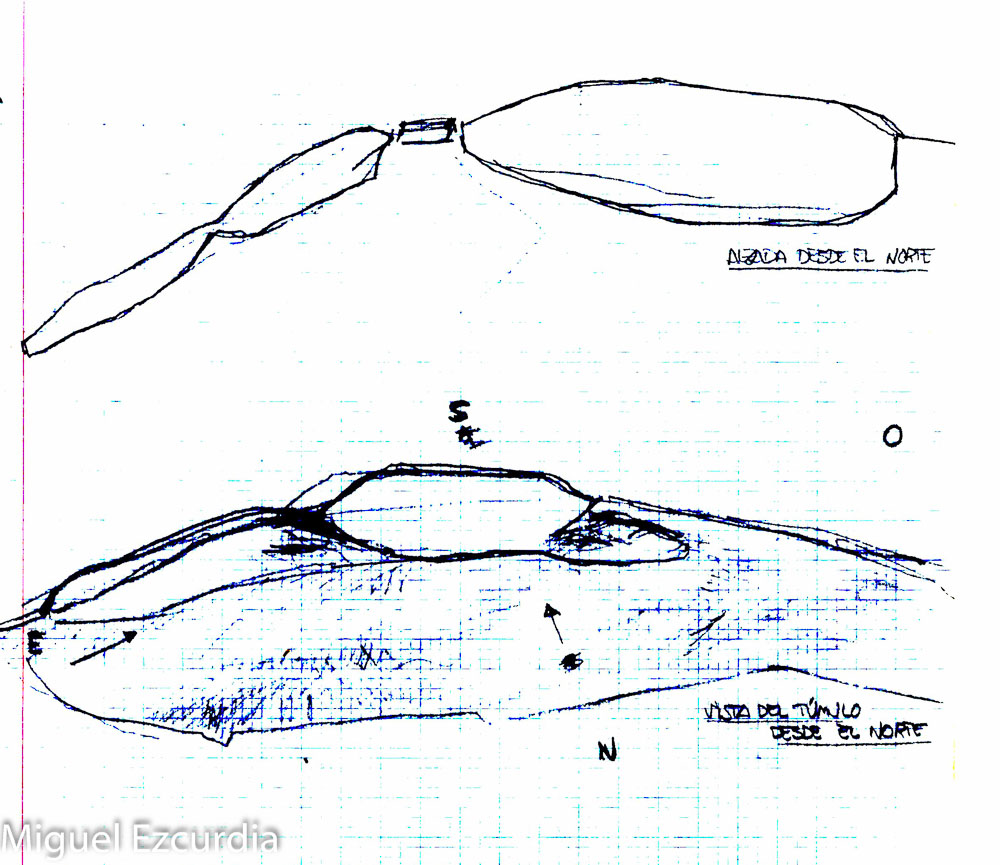 ALZADA DESDE EL NORTE
S
O
E
VISTA DEL TÚMULO
DESDE EL NORTE
N
Miguel Ezcurdia